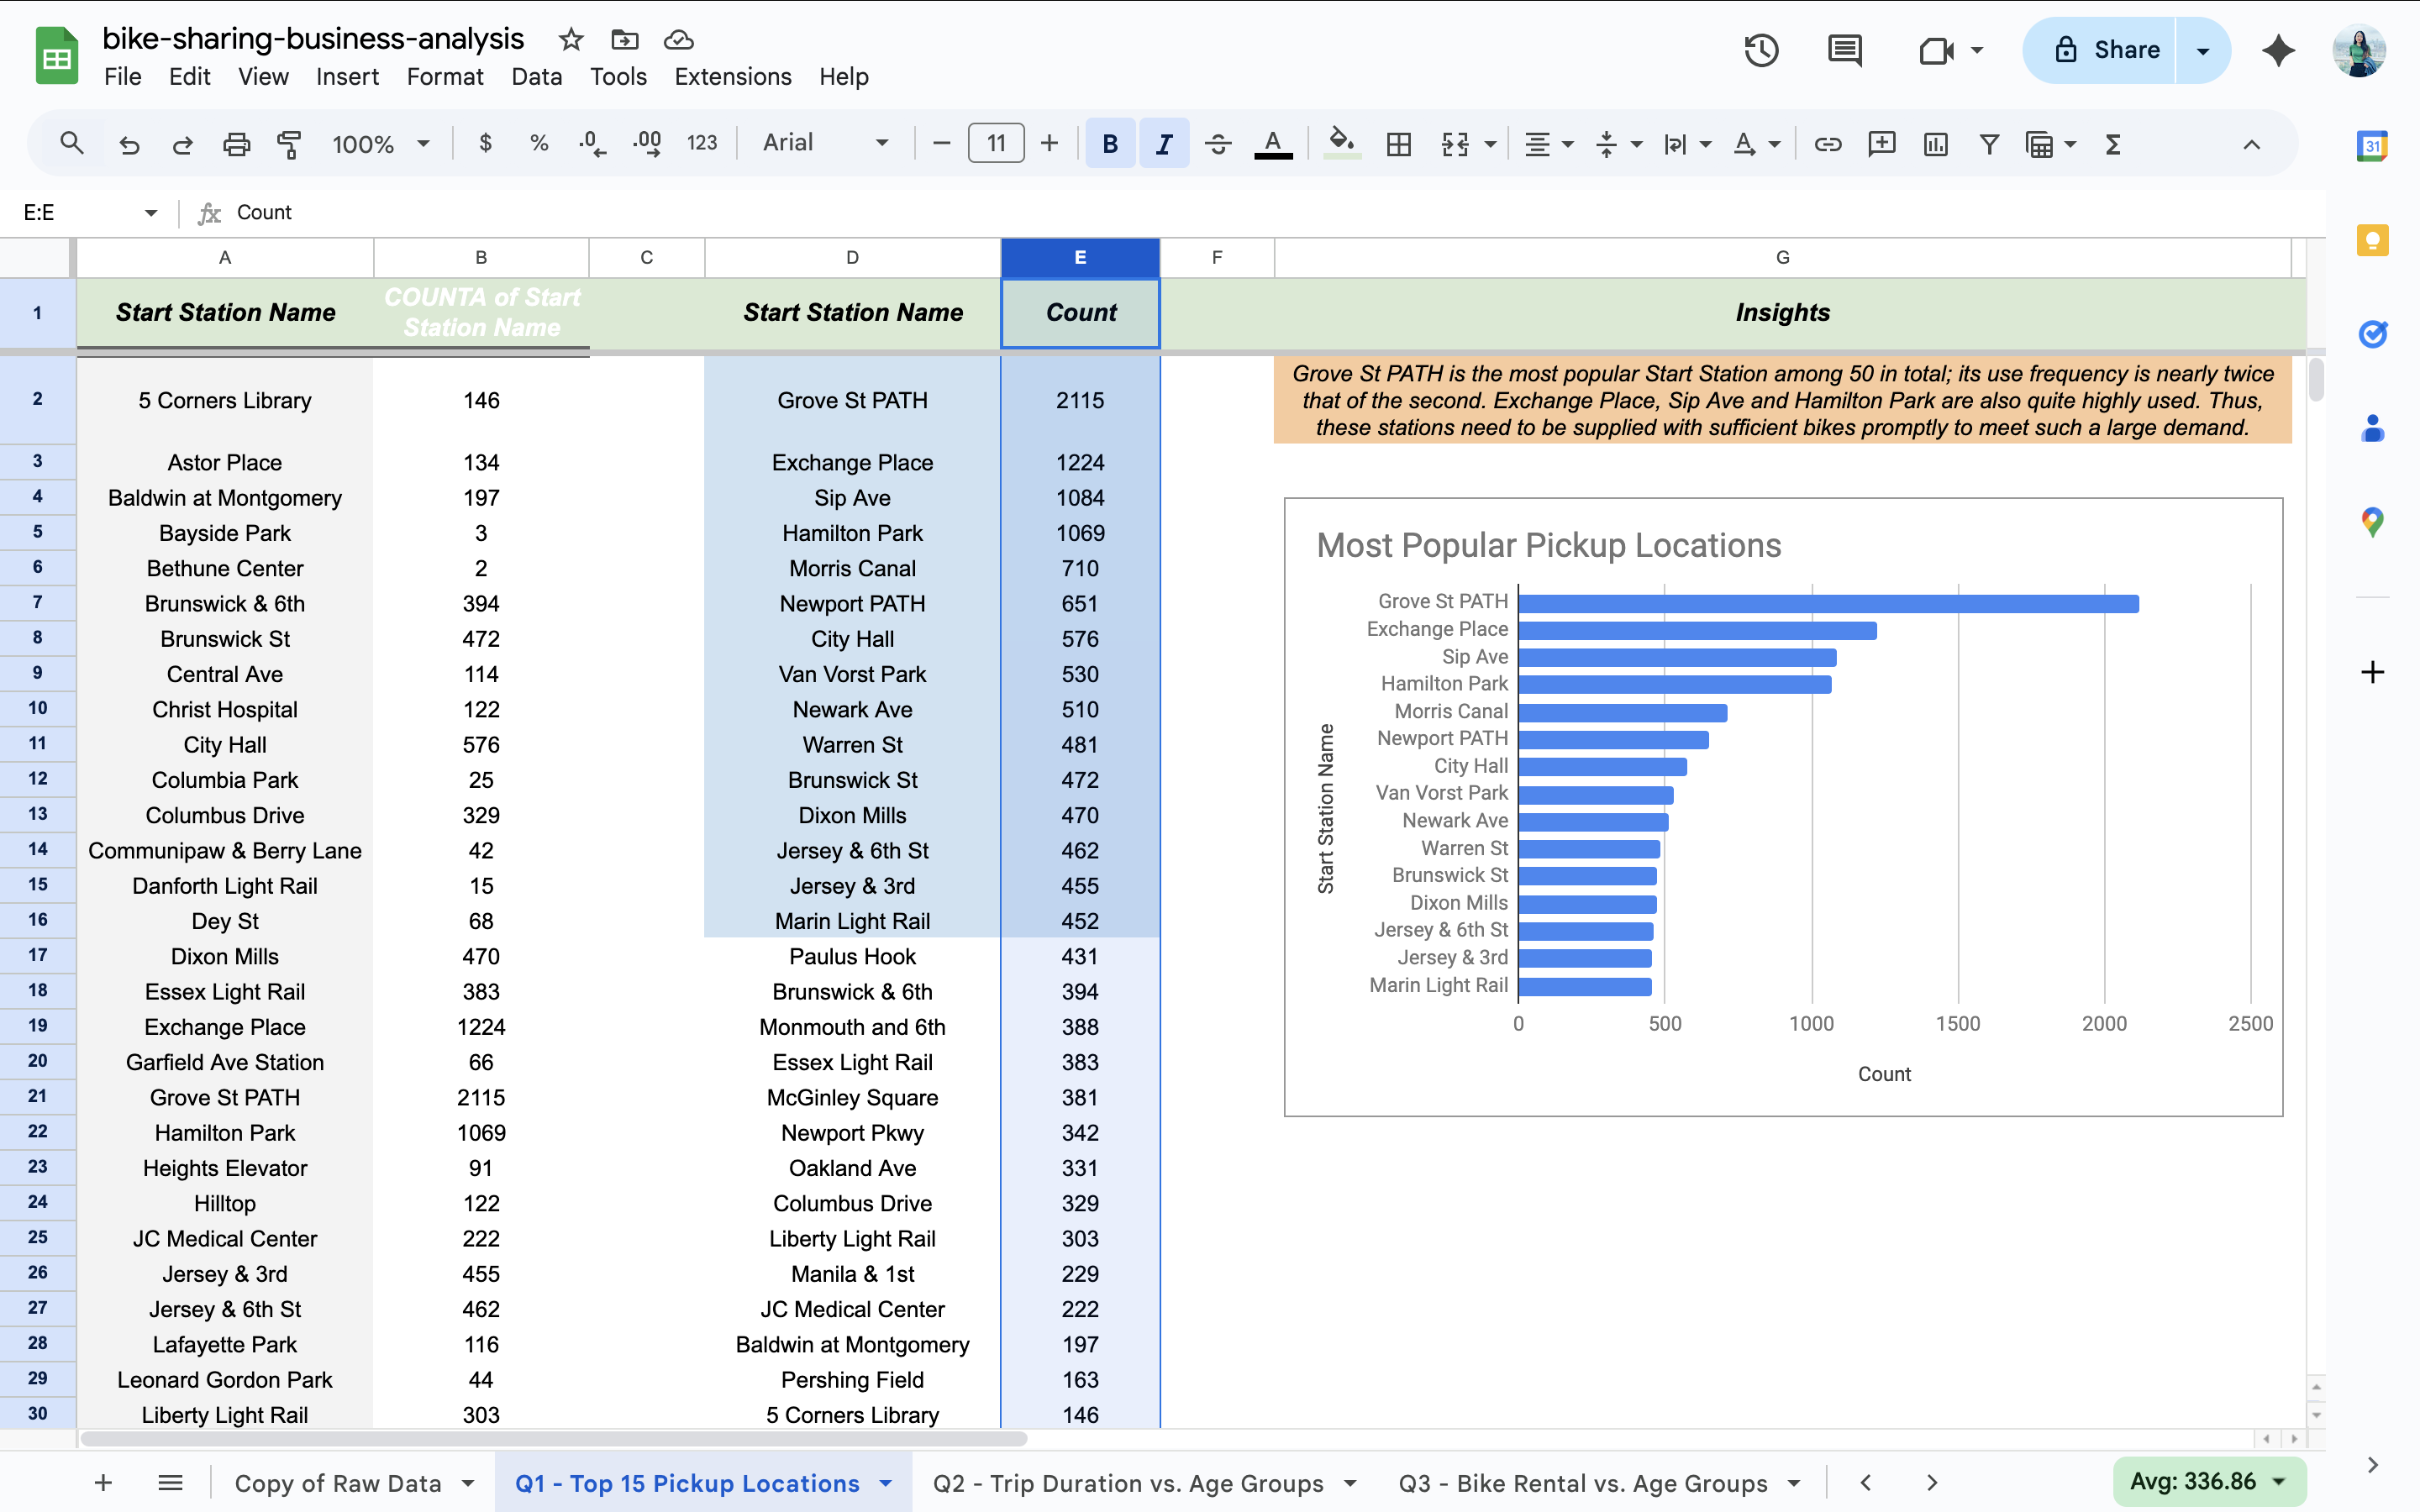 bike-sharing-business-analysis
File Edit View Insert Format Data Tools Extensions Help
Share
100% $ % .0 .00 123 Arial 11 B I A
31
E:E Count
A B C D E F G
1 Start Station Name COUNTA of Start Station Name Start Station Name Count Insights
2 5 Corners Library 146 Grove St PATH 2115
Grove St PATH is the most popular Start Station among 50 in total; its use frequency is nearly twice
that of the second. Exchange Place, Sip Ave and Hamilton Park are also quite highly used. Thus,
these stations need to be supplied with sufficient bikes promptly to meet such a large demand.
3 Astor Place 134 Exchange Place 1224
4 Baldwin at Montgomery 197 Sip Ave 1084
5 Bayside Park 3 Hamilton Park 1069
6 Bethune Center 2 Morris Canal 710
7 Brunswick & 6th 394 Newport PATH 651
8 Brunswick St 472 City Hall 576
9 Central Ave 114 Van Vorst Park 530
10 Christ Hospital 122 Newark Ave 510
11 City Hall 576 Warren St 481
12 Columbia Park 25 Brunswick St 472
13 Columbus Drive 329 Dixon Mills 470
14 Communipaw & Berry Lane 42 Jersey & 6th St 462
15 Danforth Light Rail 15 Jersey & 3rd 455
16 Dey St 68 Marin Light Rail 452
17 Dixon Mills 470 Paulus Hook 431
18 Essex Light Rail 383 Brunswick & 6th 394
19 Exchange Place 1224 Monmouth and 6th 388
20 Garfield Ave Station 66 Essex Light Rail 383
21 Grove St PATH 2115 McGinley Square 381
22 Hamilton Park 1069 Newport Pkwy 342
23 Heights Elevator 91 Oakland Ave 331
24 Hilltop 122 Columbus Drive 329
25 JC Medical Center 222 Liberty Light Rail 303
26 Jersey & 3rd 455 Manila & 1st 229
27 Jersey & 6th St 462 JC Medical Center 222
28 Lafayette Park 116 Baldwin at Montgomery 197
29 Leonard Gordon Park 44 Pershing Field 163
30 Liberty Light Rail 303 5 Corners Library 146
Most Popular Pickup Locations
Start Station Name
Grove St PATH
Exchange Place
Sip Ave
Hamilton Park
Morris Canal
Newport PATH
City Hall
Van Vorst Park
Newark Ave
Warren St
Brunswick St
Dixon Mills
Jersey & 6th St
Jersey & 3rd
Marin Light Rail
0 500 1000 1500 2000 2500
Count
Copy of Raw Data Q1 - Top 15 Pickup Locations Q2 - Trip Duration vs. Age Groups Q3 - Bike Rental vs. Age Groups Avg: 336.86